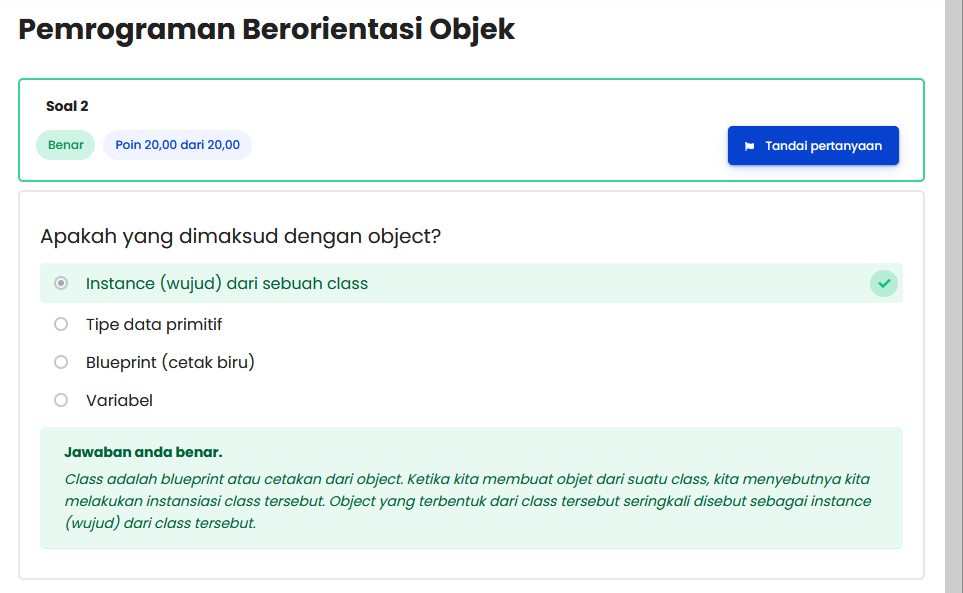 Pemrograman Berorientasi Objek
Soal 2
Benar
Poin 20,00 dari 20,00
Tandai pertanyaan
Apakah yang dimaksud dengan object?
Instance (wujud) dari sebuah class
Tipe data primitif
Blueprint (cetak biru)
Variabel
Jawaban anda benar.
Class adalah blueprint atau cetakan dari object. Ketika kita membuat objet dari suatu class, kita menyebutnya kita
melakukan instansiasi class tersebut. Object yang terbentuk dari class tersebut seringkali disebut sebagai instance
(wujud) dari class tersebut.